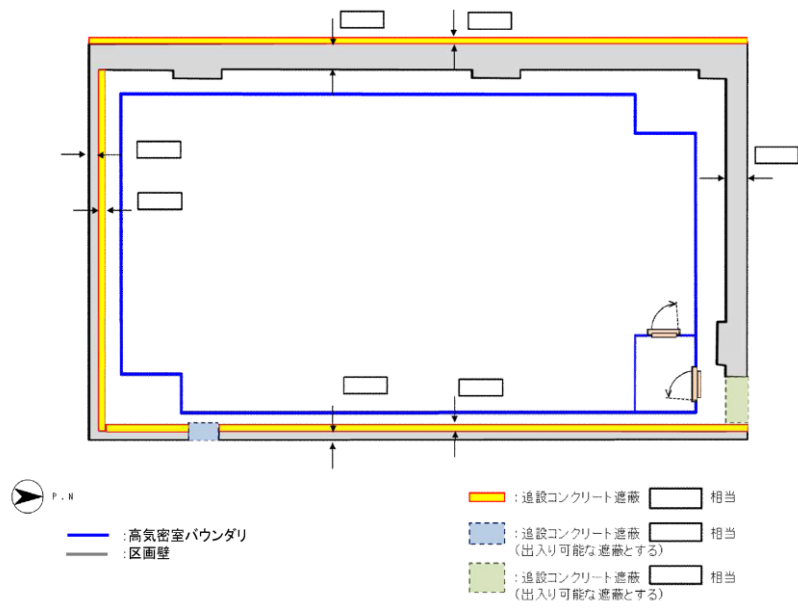 P.N
:高気密室バウンダリ
:区画壁
:追設コンクリート遮蔽 相当
:追設コンクリート遮蔽 相当
(出入り可能な遮蔽とする)
:追設コンクリート遮蔽 相当
(出入り可能な遮蔽とする)